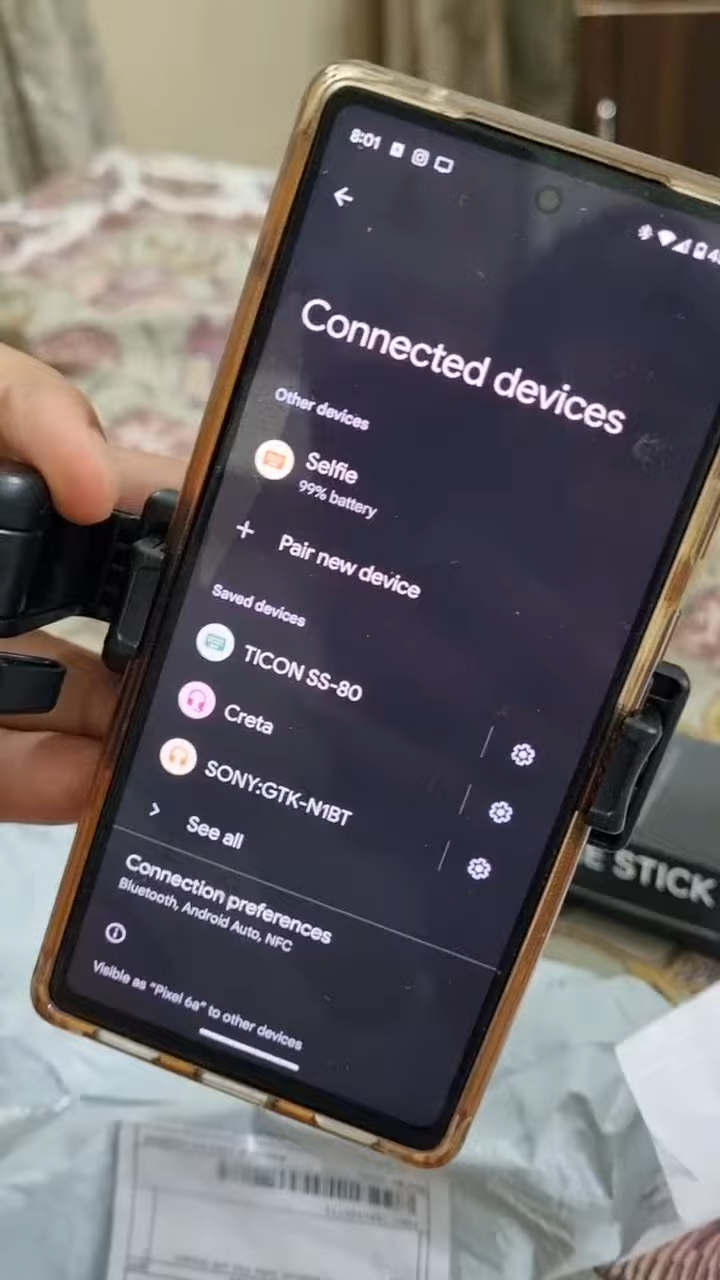 8:01
Connected devices
Other devices
Selfie
99% battery
+ Pair new device
Saved devices
TICON SS-80
Creta
SONY:GTK-N1BT
See all
Connection preferences
Bluetooth, Android Auto, NFC
Visible as "Pixel 6a" to other devices
STICK